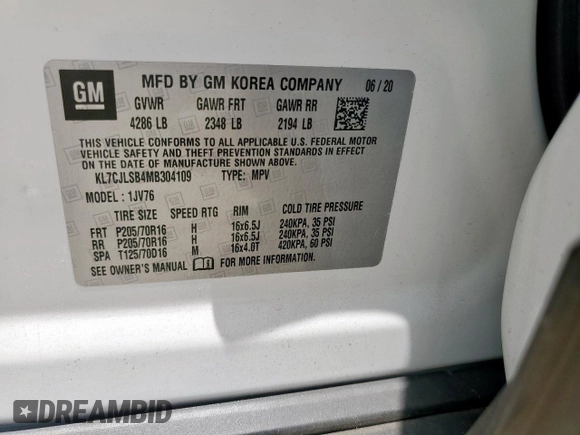 GM
MFD BY GM KOREA COMPANY 06 / 20
GVWR GAWR FRT GAWR RR
4286 LB 2348 LB 2194 LB
THIS VEHICLE CONFORMS TO ALL APPLICABLE U.S. FEDERAL MOTOR
VEHICLE SAFETY AND THEFT PREVENTION STANDARDS IN EFFECT
ON THE DATE OF MANUFACTURE SHOWN ABOVE.
KL7CJLSB4MB304109 TYPE: MPV
MODEL: 1JV76
TIRE SIZE SPEED RTG RIM COLD TIRE PRESSURE
FRT P205/70R16 H 16x6.5J 240KPA, 35 PSI
RR P205/70R16 H 16x6.5J 240KPA, 35 PSI
SPA T125/70D16 M 16x4.0T 420KPA, 60 PSI
SEE OWNER'S MANUAL FOR MORE INFORMATION.
DREAMBID